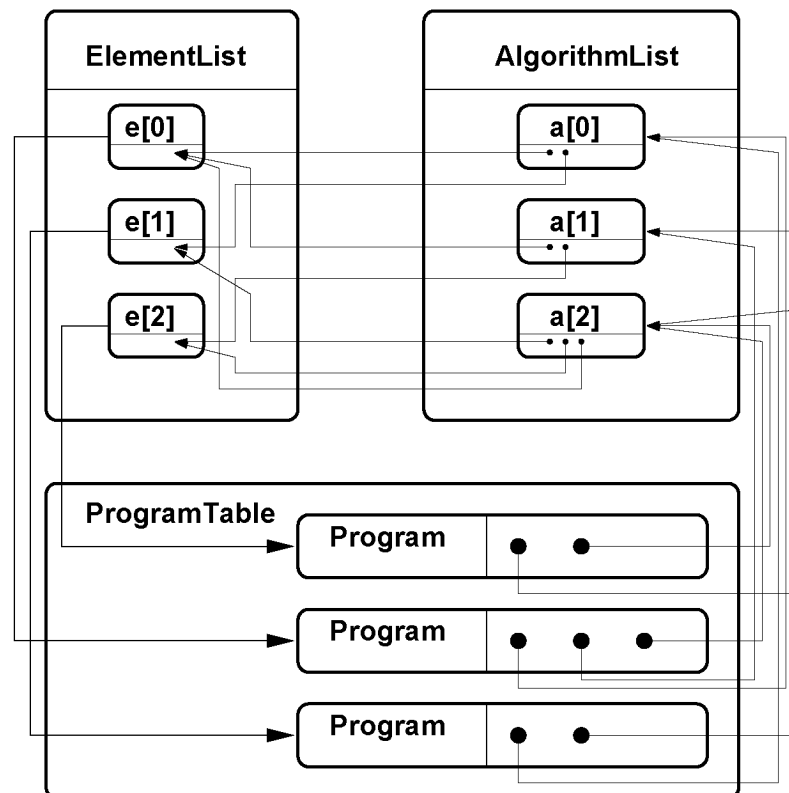 ElementList
AlgorithmList
e[0]
a[0]
e[1]
a[1]
e[2]
a[2]
ProgramTable
Program
Program
Program